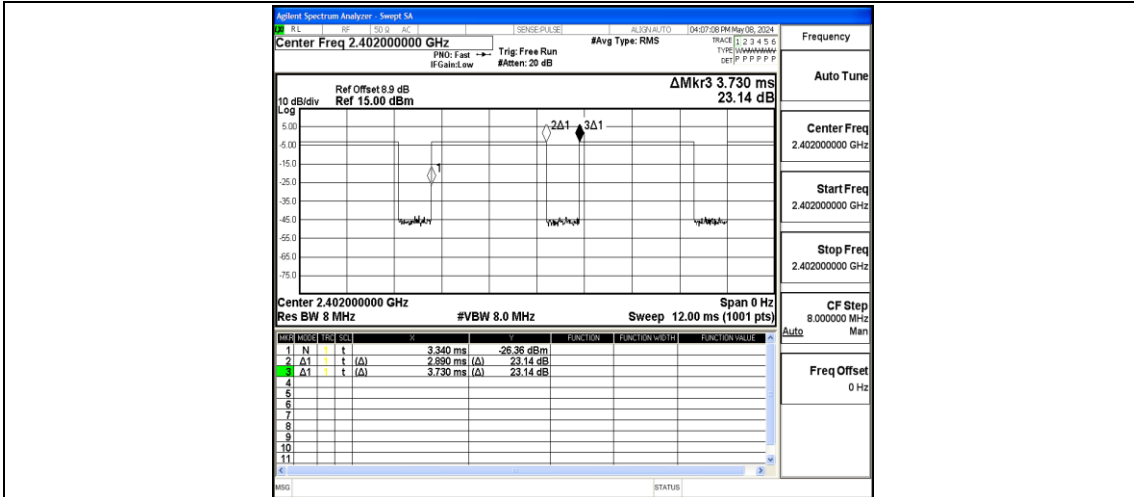 Agilent Spectrum Analyzer - Swept SA
RL RF 50 Ω AC SENSE:PULSE ALIGN AUTO 04:07:08 PM May 08, 2024
Center Freq 2.402000000 GHz
PNO: Fast
IFGain:Low
Trig: Free Run
#Atten: 20 dB
#Avg Type: RMS
TRACE 1 2 3 4 5 6
TYPE WWWWWW
DET P P P P P P
Ref Offset 8.9 dB
10 dB/div Ref 15.00 dBm
Log
ΔMkr3 3.730 ms
23.14 dB
5.00
-5.00
-15.0
-25.0
-35.0
-45.0
-55.0
-65.0
-75.0
1
2Δ1
3Δ1
Center 2.402000000 GHz Span 0 Hz
Res BW 8 MHz #VBW 8.0 MHz Sweep 12.00 ms (1001 pts)
MKR MODE TRC SCL X Y FUNCTION FUNCTION WIDTH FUNCTION VALUE
1 N 1 t 3.340 ms -26.36 dBm
2 Δ1 1 t (Δ) 2.890 ms (Δ) 23.14 dB
3 Δ1 1 t (Δ) 3.730 ms (Δ) 23.14 dB
4
5
6
7
8
9
10
11
MSG STATUS
Frequency
Auto Tune
Center Freq
2.402000000 GHz
Start Freq
2.402000000 GHz
Stop Freq
2.402000000 GHz
CF Step
8.000000 MHz
Auto Man
Freq Offset
0 Hz